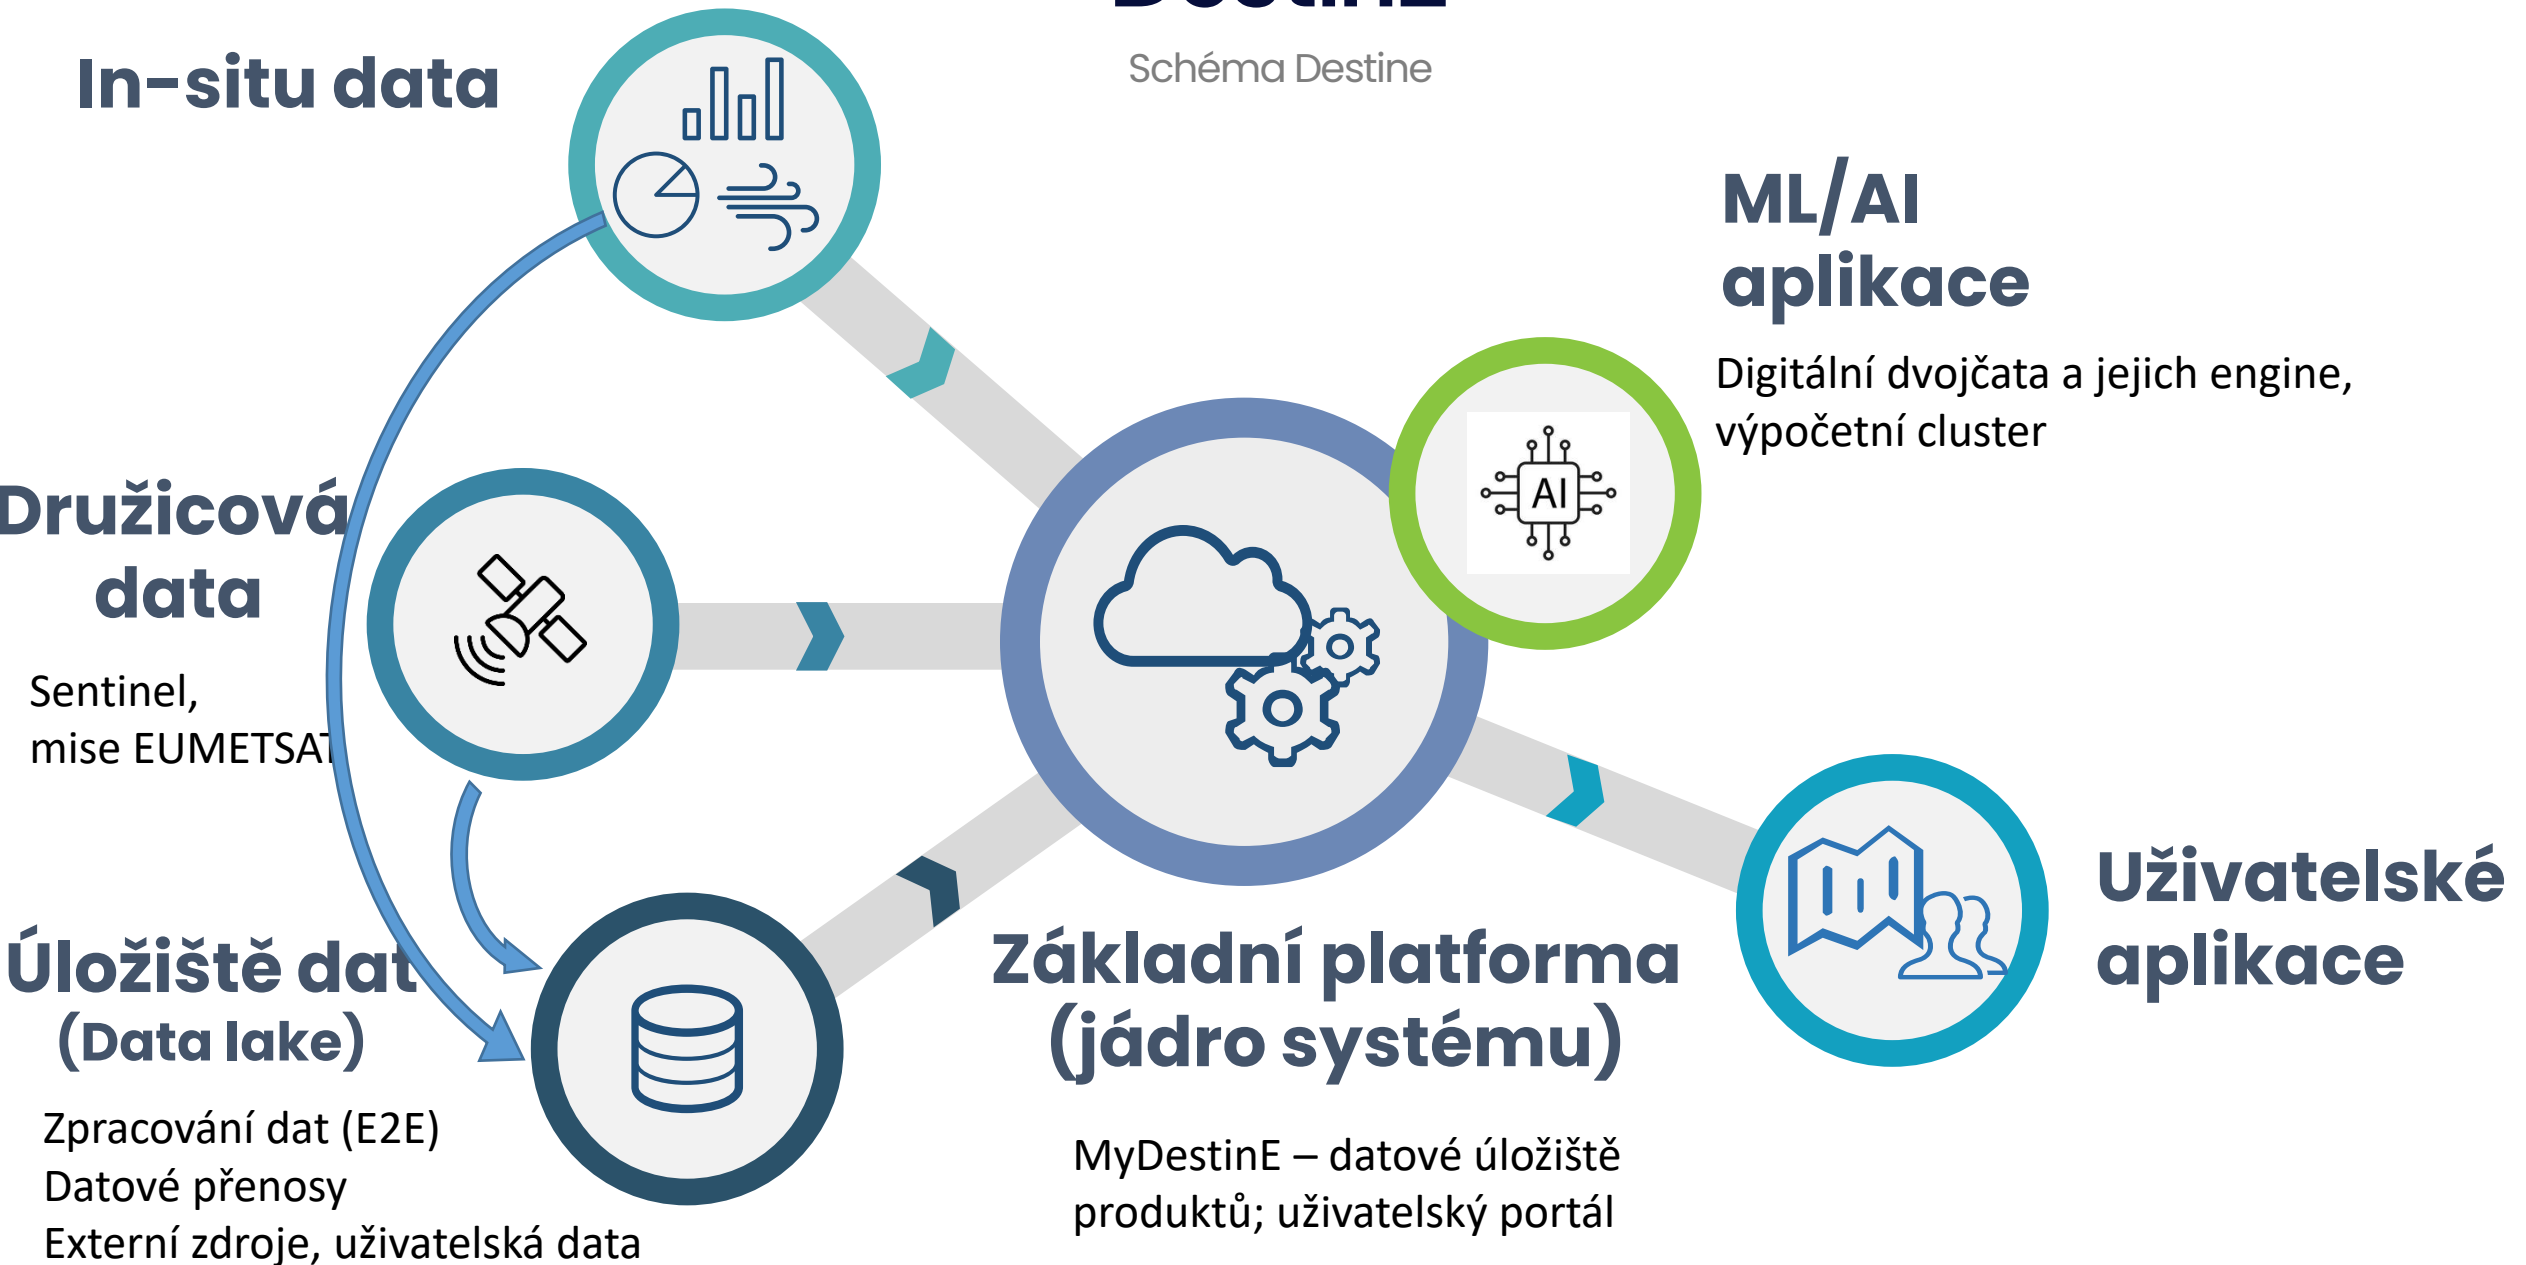 DestinE
Schéma Destine
In-situ data
ML/AI
aplikace
Digitální dvojčata a jejich engine,
výpočetní cluster
AI
Družicová
data
Sentinel,
mise EUMETSAT
Úložiště dat
(Data lake)
Zpracování dat (E2E)
Datové přenosy
Externí zdroje, uživatelská data
Základní platforma
(jádro systému)
MyDestinE – datové úložiště
produktů; uživatelský portál
Uživatelské
aplikace